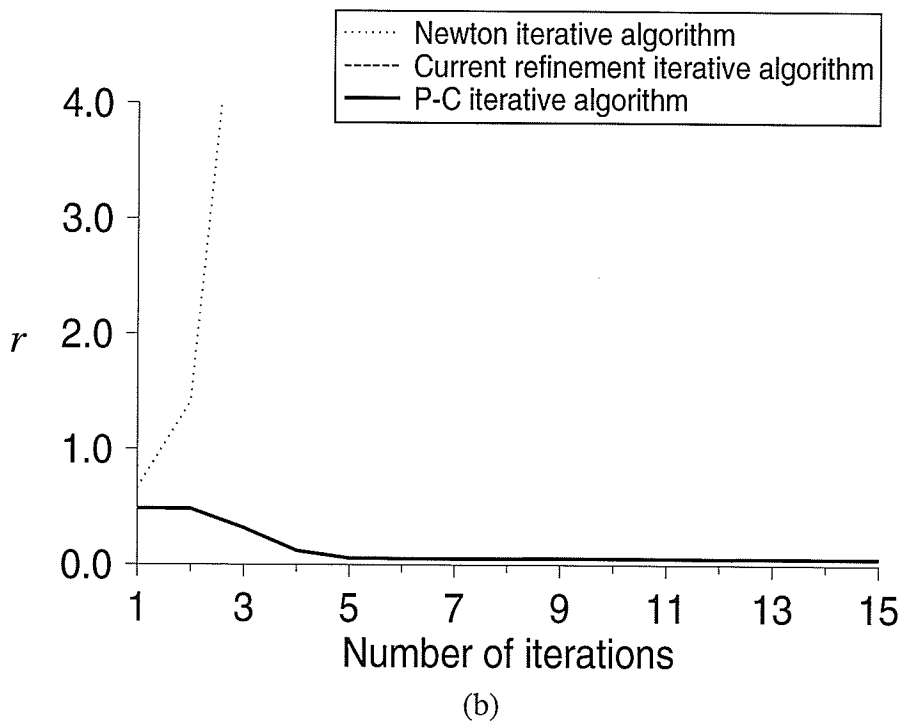 Newton iterative algorithm
Current refinement iterative algorithm
P-C iterative algorithm
4.0
3.0
2.0
r
1.0
0.0
1 3 5 7 9 11 13 15
Number of iterations
(b)